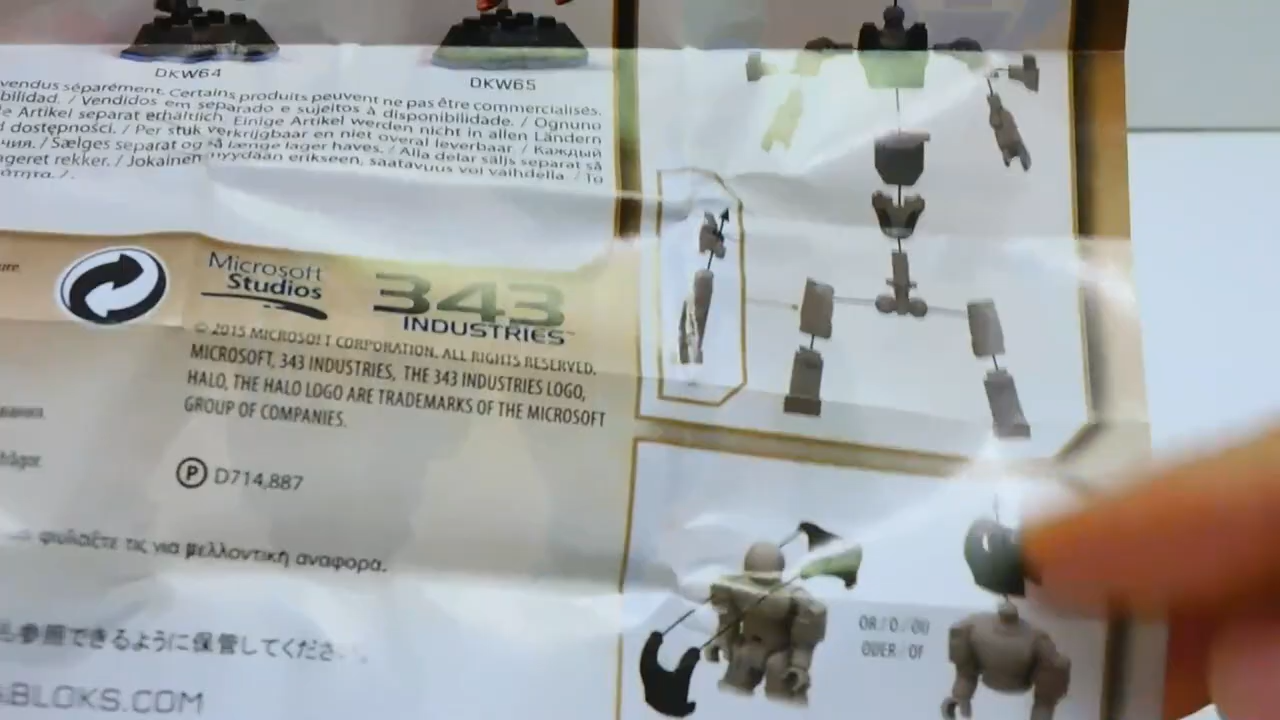 DKW64
DKW65
vendus séparément. Certains produits peuvent ne pas être commercialisés.
bilidad. / Vendidos em separado e sujeitos à disponibilidade. / Ognuno
e Artikel separat erhältlich. Einige Artikel werden nicht in allen Ländern
dostępności. / Per stuk verkrijgbaar en niet overal leverbaar / Каждый
/ Sælges separat og så længe lager haves. / Alla delar säljs separat så
ageret rekker. / Jokainen myydään erikseen, saatavuus voi vaihdella. / Το
Microsoft
Studios
343
INDUSTRIES™
© 2015 MICROSOFT CORPORATION. ALL RIGHTS RESERVED.
MICROSOFT, 343 INDUSTRIES, THE 343 INDUSTRIES LOGO,
HALO, THE HALO LOGO ARE TRADEMARKS OF THE MICROSOFT
GROUP OF COMPANIES.
P D714,887
φυλάξτε τις για μελλοντική αναφορά.
も参照できるように保管してくださ
BLOKS.COM
OR / O / OU
ODER / OF